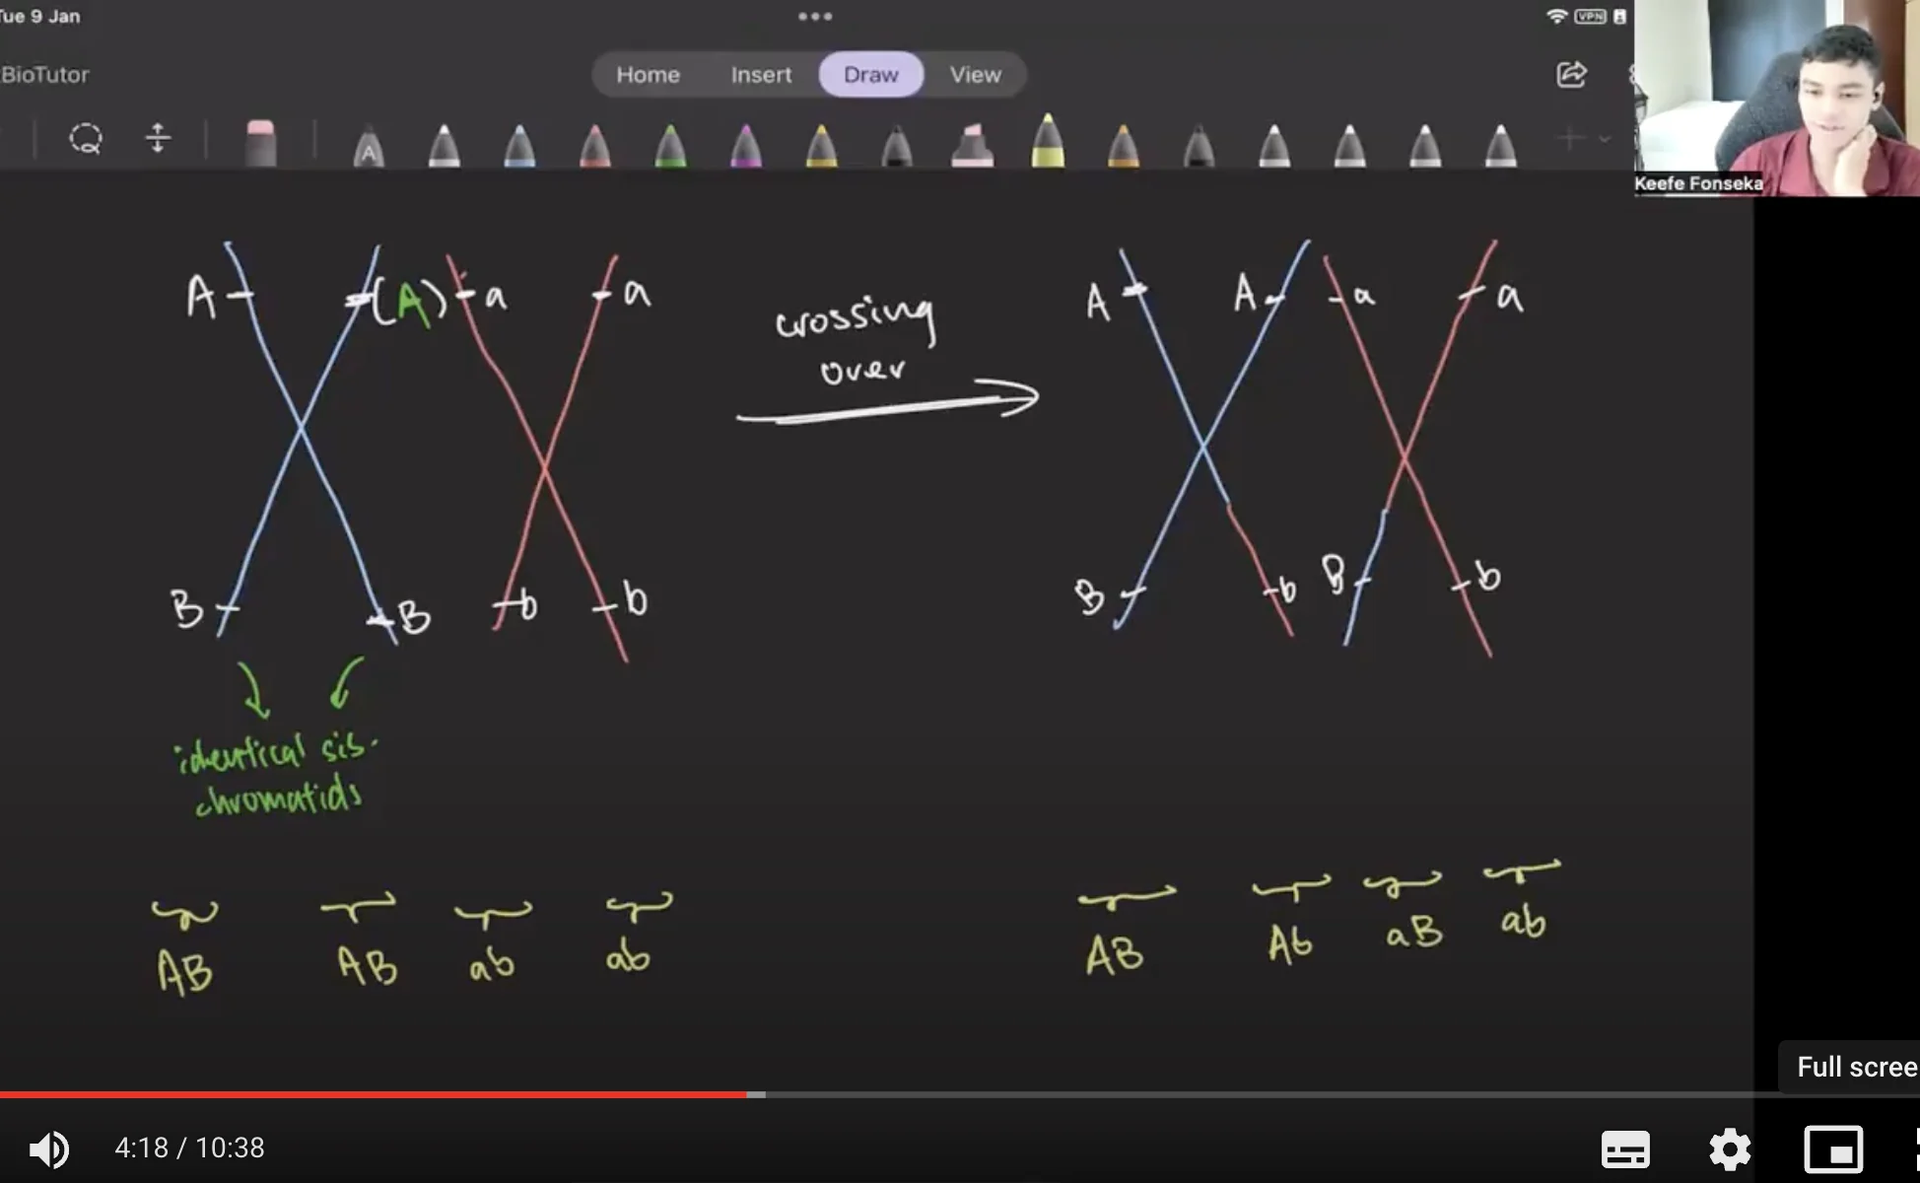 Tue 9 Jan
VPN
BioTutor
Home Insert Draw View
A
Keefe Fonseka
A (A) a a
crossing
over
A A a a
B B b b
B b B b
identical sis.
chromatids
AB AB ab ab
AB Ab aB ab
Full scree
4:18 / 10:38